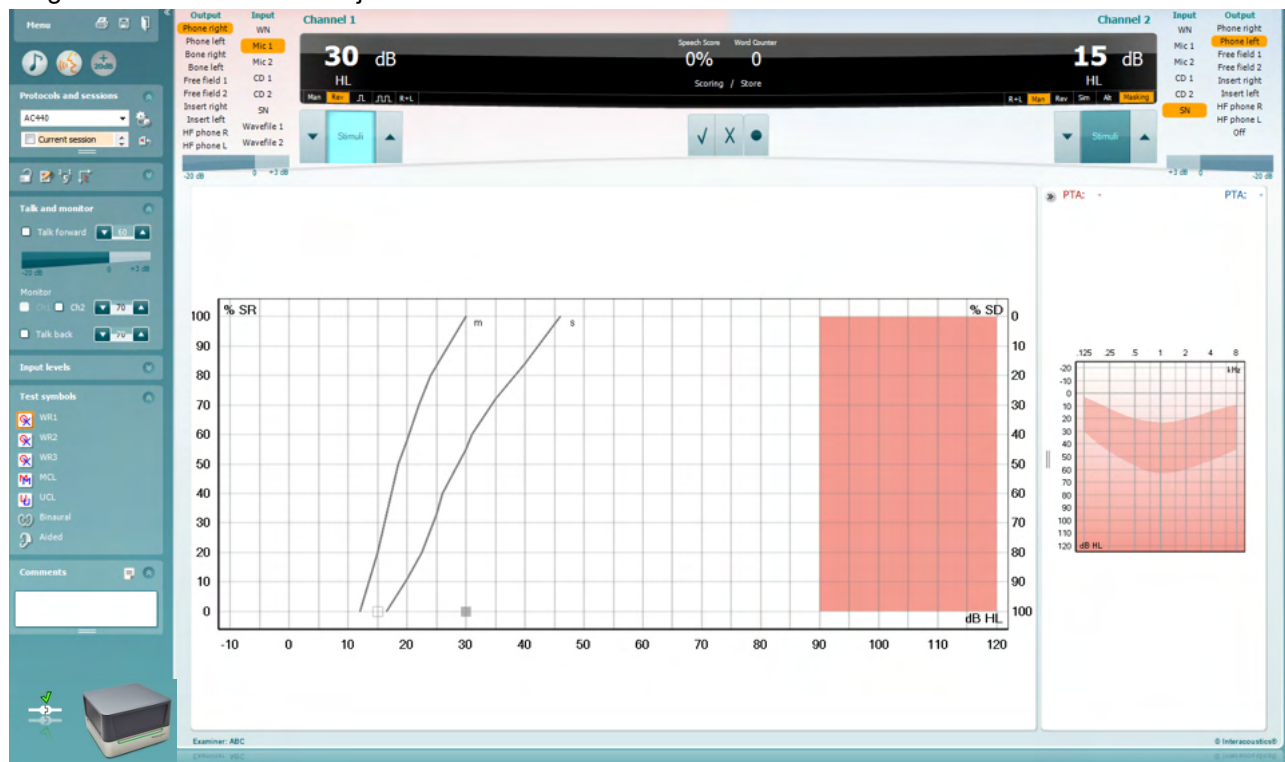 Menu
Protocols and sessions
AC440
Current session
Talk and monitor
Talk forward 60
-20 dB 0 +3 dB
Monitor
Ch1 Ch2 70
Talk back 70
Input levels
Test symbols
WR1
WR2
WR3
MCL
UCL
Binaural
Aided
Comments
Output
Phone right
Phone left
Bone right
Bone left
Free field 1
Free field 2
Insert right
Insert left
HF phone R
HF phone L
-20 dB
Input
WN
Mic 1
Mic 2
CD 1
CD 2
SN
Wavefile 1
Wavefile 2
0 +3 dB
Channel 1
30 dB
HL
Man Rev R+L
Stimuli
Speech Score Word Counter
0% 0
Scoring / Store
Channel 2
15 dB
HL
R+L Man Rev Sim Alt Masking
Stimuli
Input
WN
Mic 1
Mic 2
CD 1
CD 2
SN
+3 dB 0
Output
Phone right
Phone left
Free field 1
Free field 2
Insert right
Insert left
HF phone R
HF phone L
Off
-20 dB
% SR % SD
m s
100 0
90 10
80 20
70 30
60 40
50 50
40 60
30 70
20 80
10 90
0 100
dB HL
-10 0 10 20 30 40 50 60 70 80 90 100 110 120
PTA: - PTA: -
.125 .25 .5 1 2 4 8
kHz
-20
-10
0
10
20
30
40
50
60
70
80
90
100
110
120
dB HL
Examiner: ABC
© Interacoustics®